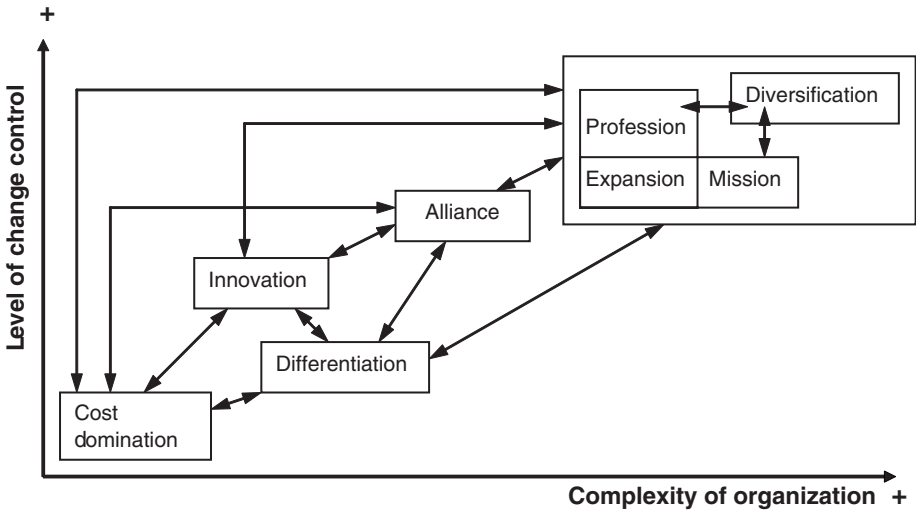 +
Level of change control
Diversification
Profession
Expansion
Mission
Alliance
Innovation
Differentiation
Cost
domination
Complexity of organization +